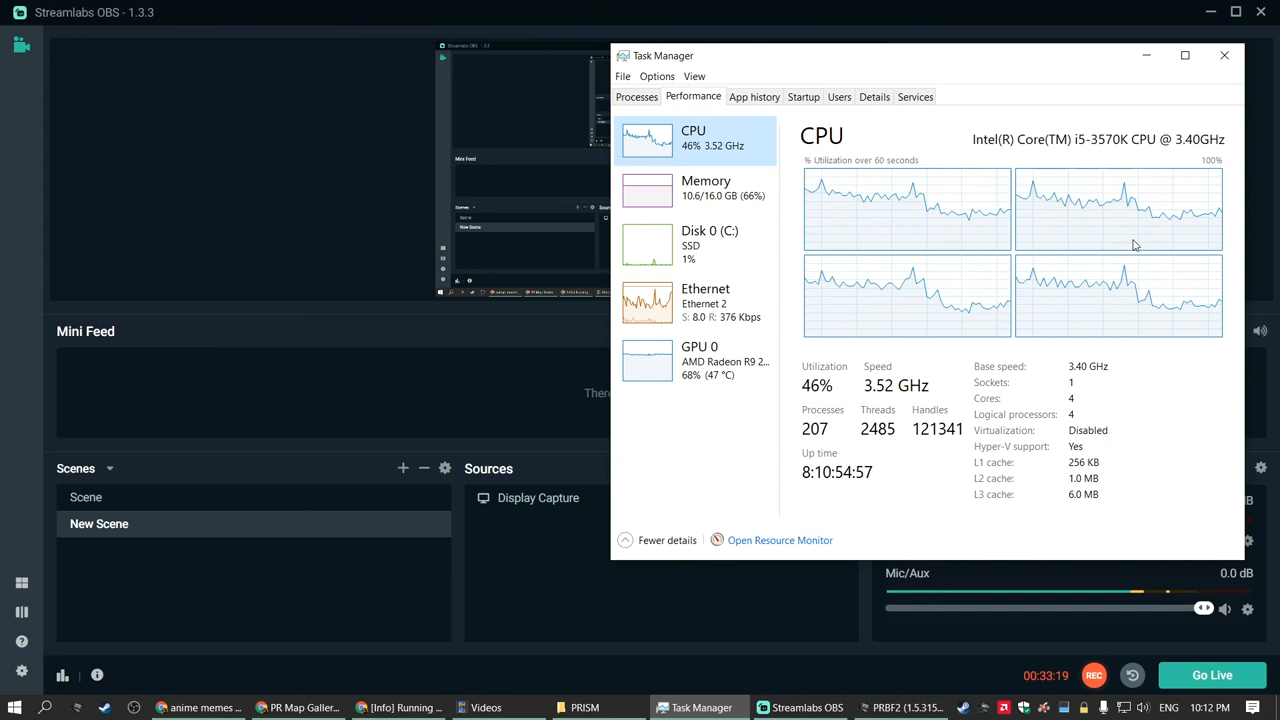 Streamlabs OBS - 1.3.3
Task Manager
File Options View
Processes Performance App history Startup Users Details Services
CPU
46% 3.52 GHz
Memory
10.6/16.0 GB (66%)
Disk 0 (C:)
SSD
1%
Ethernet
Ethernet 2
S: 8.0 R: 376 Kbps
GPU 0
AMD Radeon R9 2...
68% (47 °C)
CPU
Intel(R) Core(TM) i5-3570K CPU @ 3.40GHz
% Utilization over 60 seconds
100%
Utilization Speed
46% 3.52 GHz
Processes Threads Handles
207 2485 121341
Up time
8:10:54:57
Base speed: 3.40 GHz
Sockets: 1
Cores: 4
Logical processors: 4
Virtualization: Disabled
Hyper-V support: Yes
L1 cache: 256 KB
L2 cache: 1.0 MB
L3 cache: 6.0 MB
Fewer details
Open Resource Monitor
Mini Feed
Mini Feed
Scenes
Scene
New Scene
There
Scenes
Scene
New Scene
Sources
Display Capture
Mic/Aux 0.0 dB
00:33:19 REC Go Live
anime memes ... PR Map Galler... [Info] Running ... Videos PRISM Task Manager Streamlabs OBS PRBF2 (1.5.315... ENG 10:12 PM